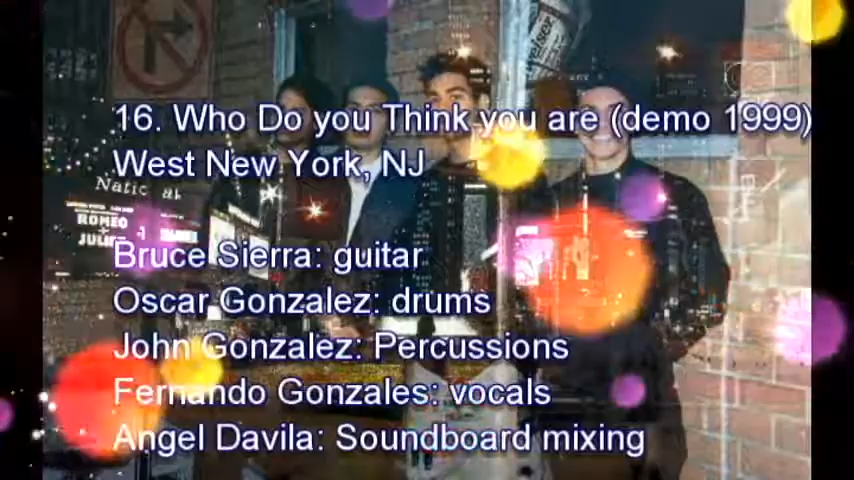 16. Who Do you Think you are (demo 1999)
West New York, NJ
Bruce Sierra: guitar
Oscar Gonzalez: drums
John Gonzalez: Percussions
Fernando Gonzales: vocals
Angel Davila: Soundboard mixing
ROMEO